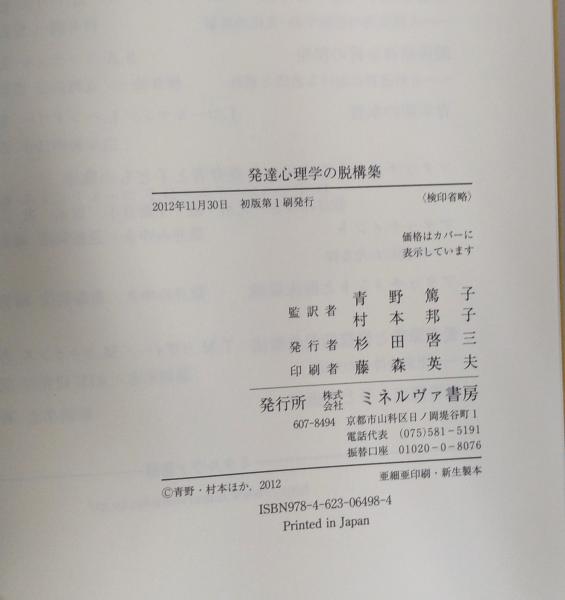 発達心理学の脱構築
2012年11月30日　初版第1刷発行　〈検印省略〉
価格はカバーに
表示しています
監訳者　青野篤子
村本邦子
発行者　杉田啓三
印刷者　藤森英夫
発行所　株式会社　ミネルヴァ書房
607-8494　京都市山科区日ノ岡堤谷町1
電話代表　(075)581-5191
振替口座　01020-0-8076
©青野・村本ほか, 2012　亜細亜印刷・新生製本
ISBN978-4-623-06498-4
Printed in Japan